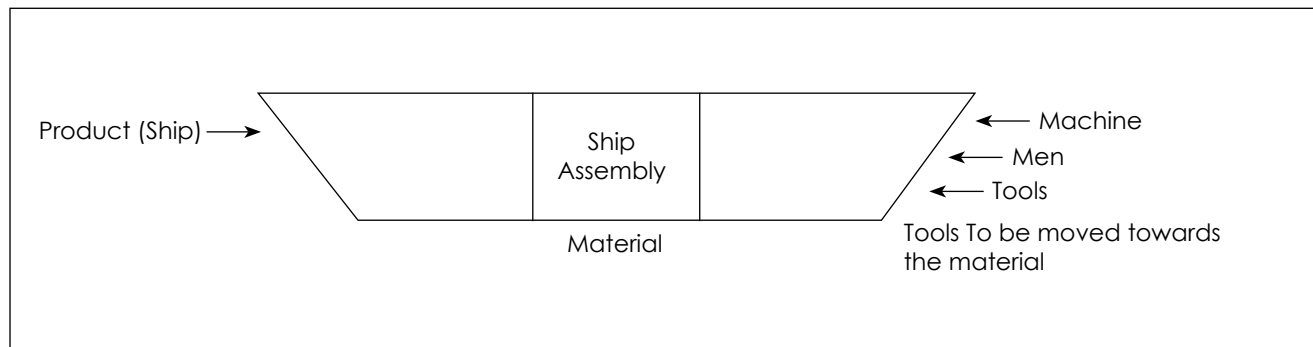 Product (Ship)
Ship
Assembly
Material
Machine
Men
Tools
Tools To be moved towards
the material